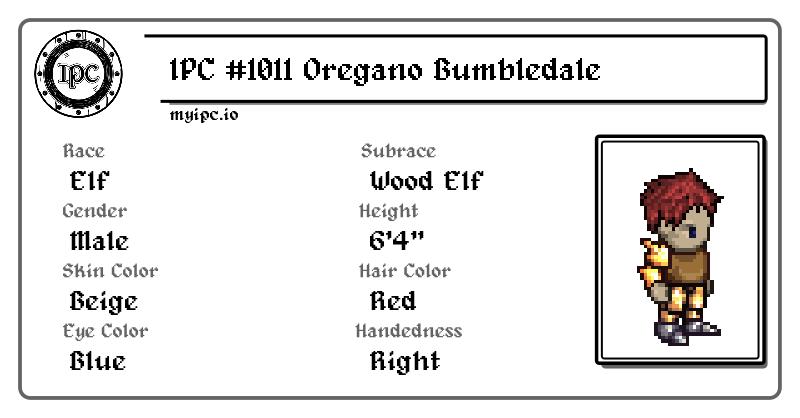 IPC
IPC #1011 Oregano Bumbledale
myipc.io
Race
Elf
Subrace
Wood Elf
Gender
Male
Height
6'4"
Skin Color
Beige
Hair Color
Red
Eye Color
Blue
Handedness
Right